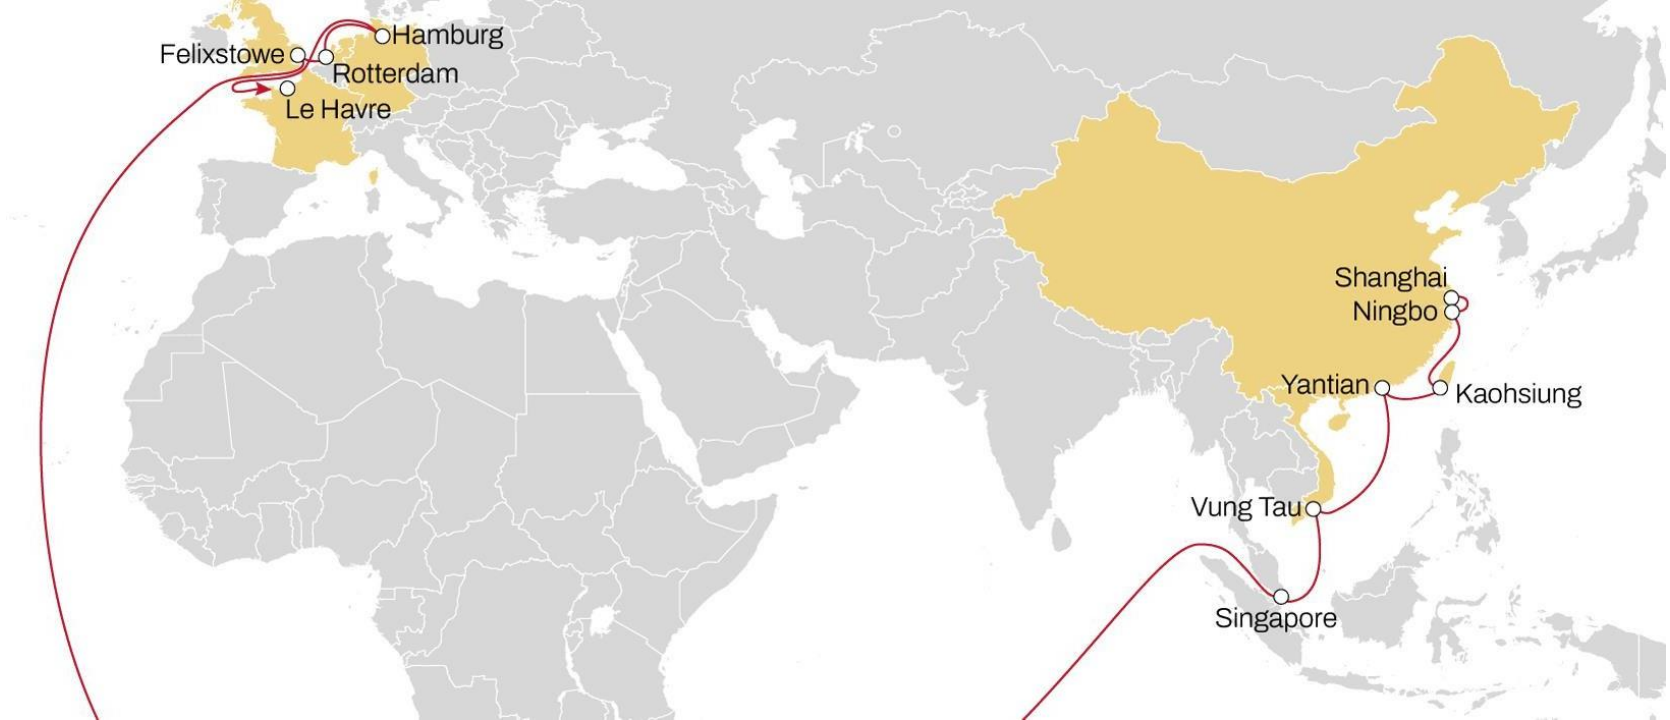 Hamburg
Felixstowe
Rotterdam
Le Havre
Shanghai
Ningbo
Yantian
Kaohsiung
Vung Tau
Singapore